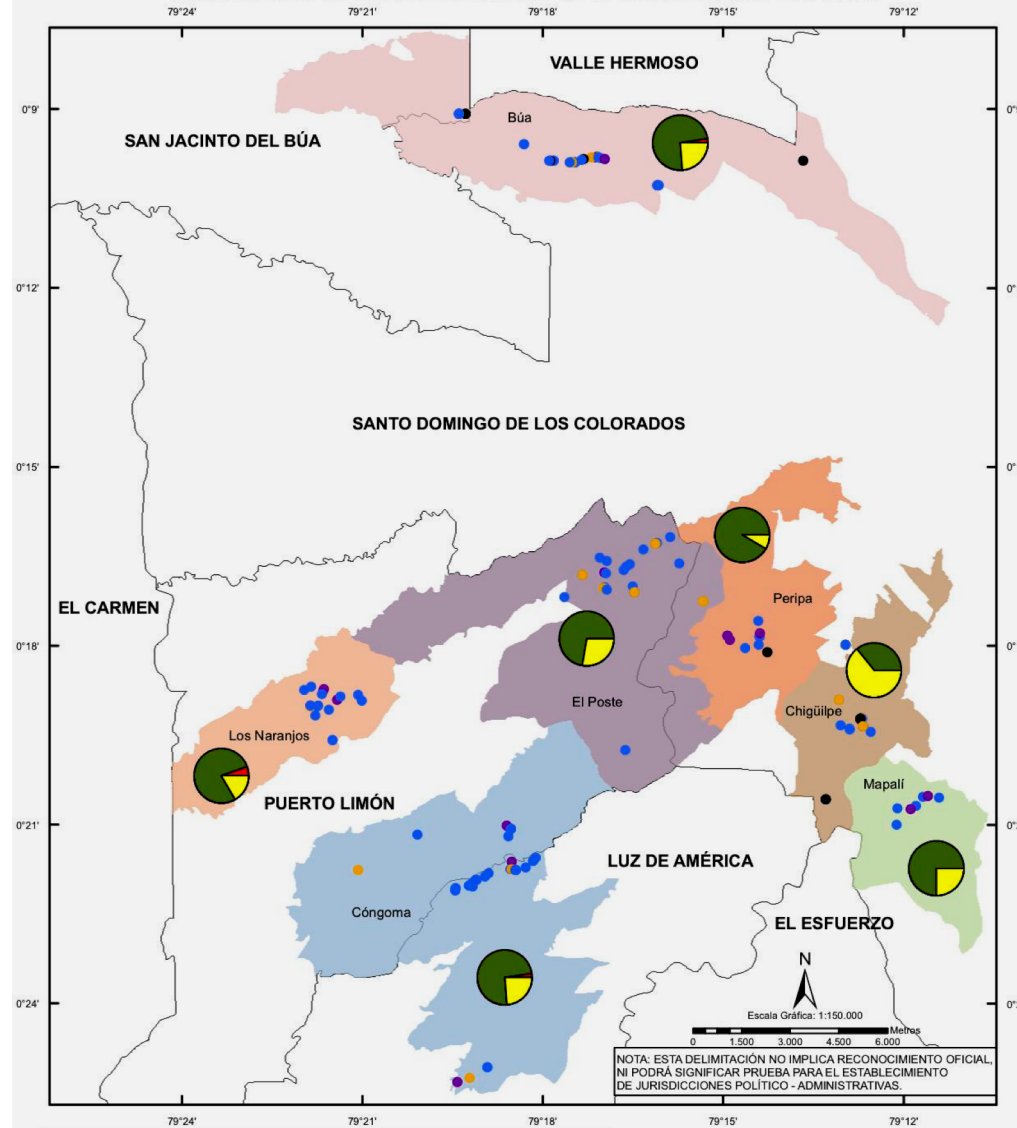 79°24' 79°21' 79°18' 79°15' 79°12'
VALLE HERMOSO
0°9'
Búa
SAN JACINTO DEL BÚA
0°12'
SANTO DOMINGO DE LOS COLORADOS
0°15'
EL CARMEN
Peripa
0°18'
El Poste
Chigüilpe
Los Naranjos
Mapalí
PUERTO LIMÓN
0°21'
LUZ DE AMÉRICA
Cóngoma
EL ESFUERZO
N
0°24'
Escala Gráfica: 1:150.000
Metros
0 1.500 3.000 4.500 6.000
NOTA: ESTA DELIMITACIÓN NO IMPLICA RECONOCIMIENTO OFICIAL,
NI PODRÁ SIGNIFICAR PRUEBA PARA EL ESTABLECIMIENTO
DE JURISDICCIONES POLÍTICO - ADMINISTRATIVAS.
79°24' 79°21' 79°18' 79°15' 79°12'